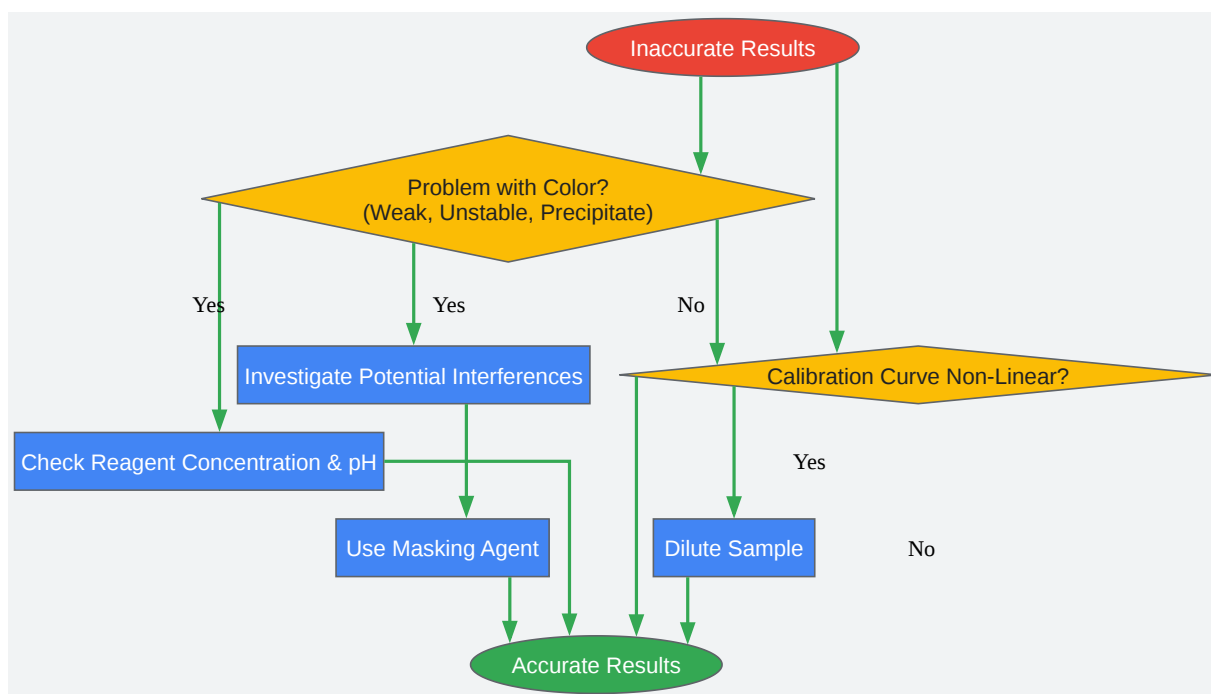 Inaccurate Results
Problem with Color?
(Weak, Unstable, Precipitate)
Yes
Yes
No
Investigate Potential Interferences
Calibration Curve Non-Linear?
Check Reagent Concentration & pH
Yes
Use Masking Agent
Dilute Sample
No
Accurate Results